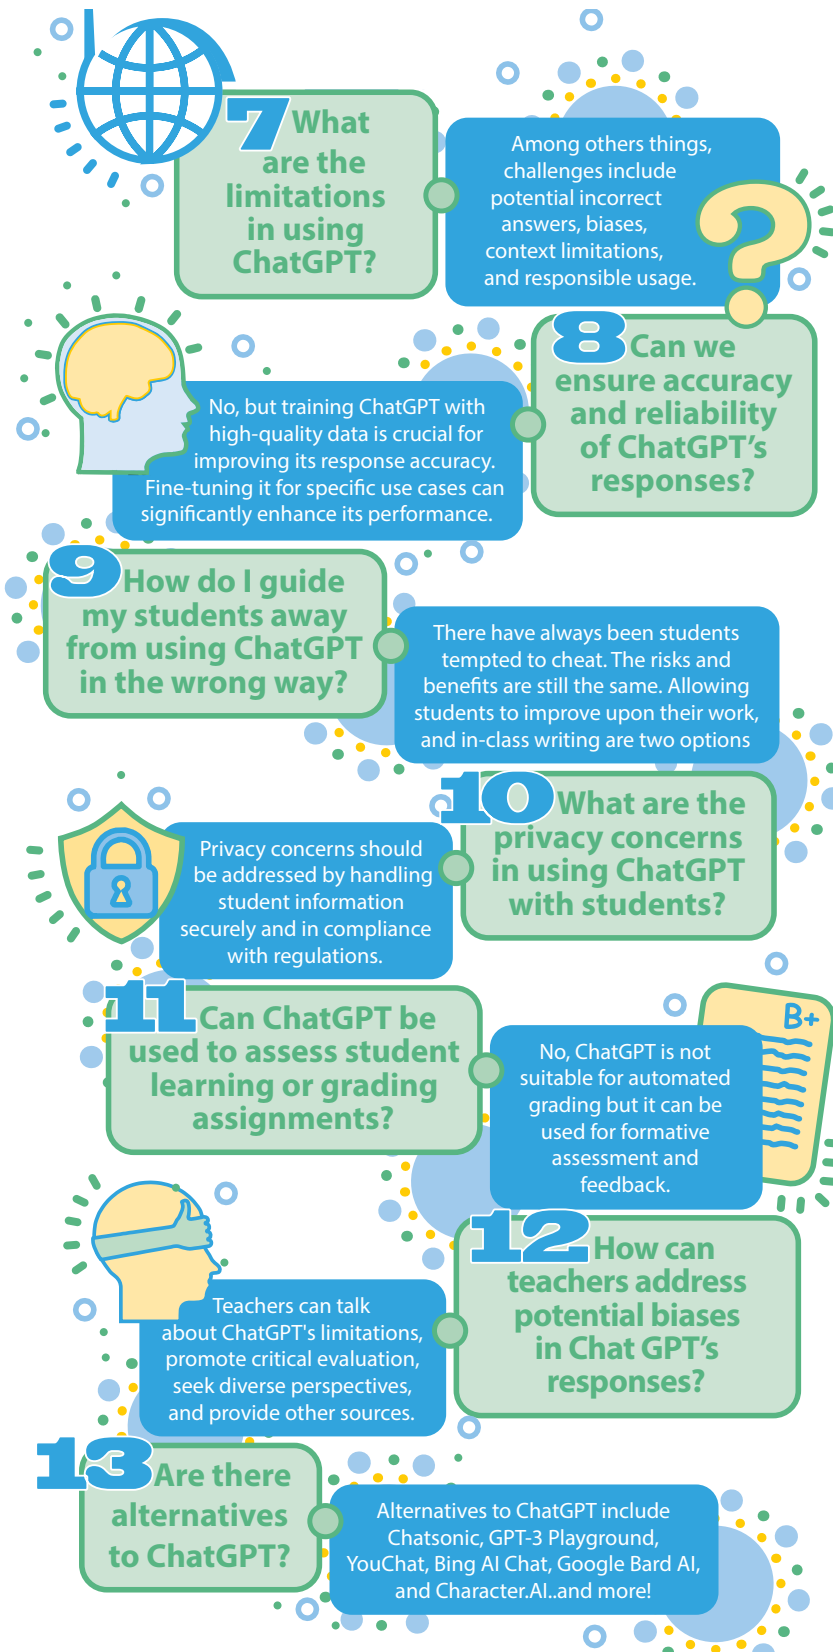 7 What
are the
limitations
in using
ChatGPT?
Among others things,
challenges include
potential incorrect
answers, biases,
context limitations,
and responsible usage.
8 Can we
ensure accuracy
and reliability
of ChatGPT's
responses?
No, but training ChatGPT with
high-quality data is crucial for
improving its response accuracy.
Fine-tuning it for specific use cases can
significantly enhance its performance.
9 How do I guide
my students away
from using ChatGPT
in the wrong way?
There have always been students
tempted to cheat. The risks and
benefits are still the same. Allowing
students to improve upon their work,
and in-class writing are two options
10 What are the
privacy concerns
in using ChatGPT
with students?
Privacy concerns should
be addressed by handling
student information
securely and in compliance
with regulations.
11 Can ChatGPT be
used to assess student
learning or grading
assignments?
B+
No, ChatGPT is not
suitable for automated
grading but it can be
used for formative
assessment and
feedback.
12 How can
teachers address
potential biases
in Chat GPT's
responses?
Teachers can talk
about ChatGPT's limitations,
promote critical evaluation,
seek diverse perspectives,
and provide other sources.
13 Are there
alternatives
to ChatGPT?
Alternatives to ChatGPT include
Chatsonic, GPT-3 Playground,
YouChat, Bing AI Chat, Google Bard AI,
and Character.AI..and more!